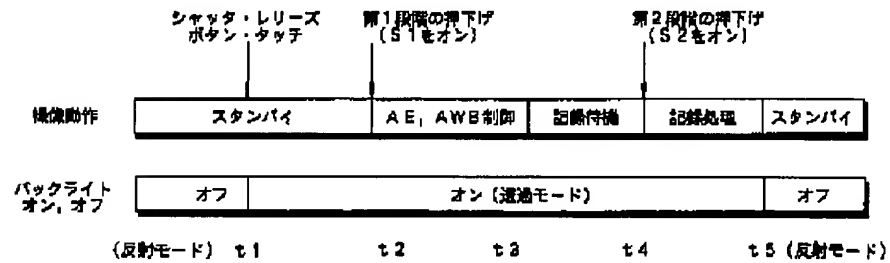 シャッタ・レリーズ
ボタン・タッチ
第1段階の押下げ
(S1をオン)
第2段階の押下げ
(S2をオン)
撮像動作
スタンバイ
AE, AWB制御
記録待機
記録処理
スタンバイ
バックライト
オン, オフ
オフ
オン (透過モード)
オフ
(反射モード) t1 t2 t3 t4 t5 (反射モード)